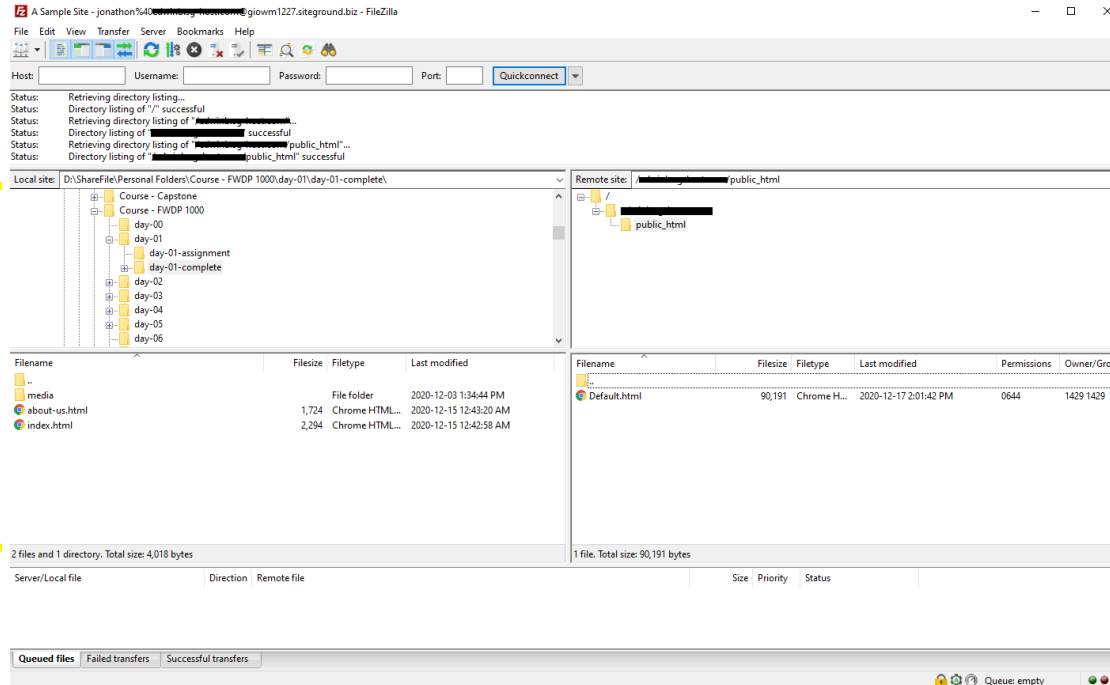 A Sample Site - jonathon%40 @giowm1227.siteground.biz - FileZilla
File Edit View Transfer Server Bookmarks Help
Host: Username: Password: Port: Quickconnect
Status: Retrieving directory listing...
Status: Directory listing of "/" successful
Status: Retrieving directory listing of "
Status: Directory listing of " successful
Status: Retrieving directory listing of " /public_html"...
Status: Directory listing of " /public_html" successful
Local site: D:\ShareFile\Personal Folders\Course - FWDP 1000\day-01\day-01-complete\
Course - Capstone
Course - FWDP 1000
day-00
day-01
day-01-assignment
day-01-complete
day-02
day-03
day-04
day-05
day-06
Remote site: / /public_html
/
public_html
Filename Filesize Filetype Last modified
..
media File folder 2020-12-03 1:34:44 PM
about-us.html 1,724 Chrome HTML... 2020-12-15 12:43:20 AM
index.html 2,294 Chrome HTML... 2020-12-15 12:42:58 AM
2 files and 1 directory. Total size: 4,018 bytes
Filename Filesize Filetype Last modified Permissions Owner/Gro
..
Default.html 90,191 Chrome H... 2020-12-17 2:01:42 PM 0644 1429 1429
1 file. Total size: 90,191 bytes
Server/Local file Direction Remote file Size Priority Status
Queued files Failed transfers Successful transfers
Queue: empty